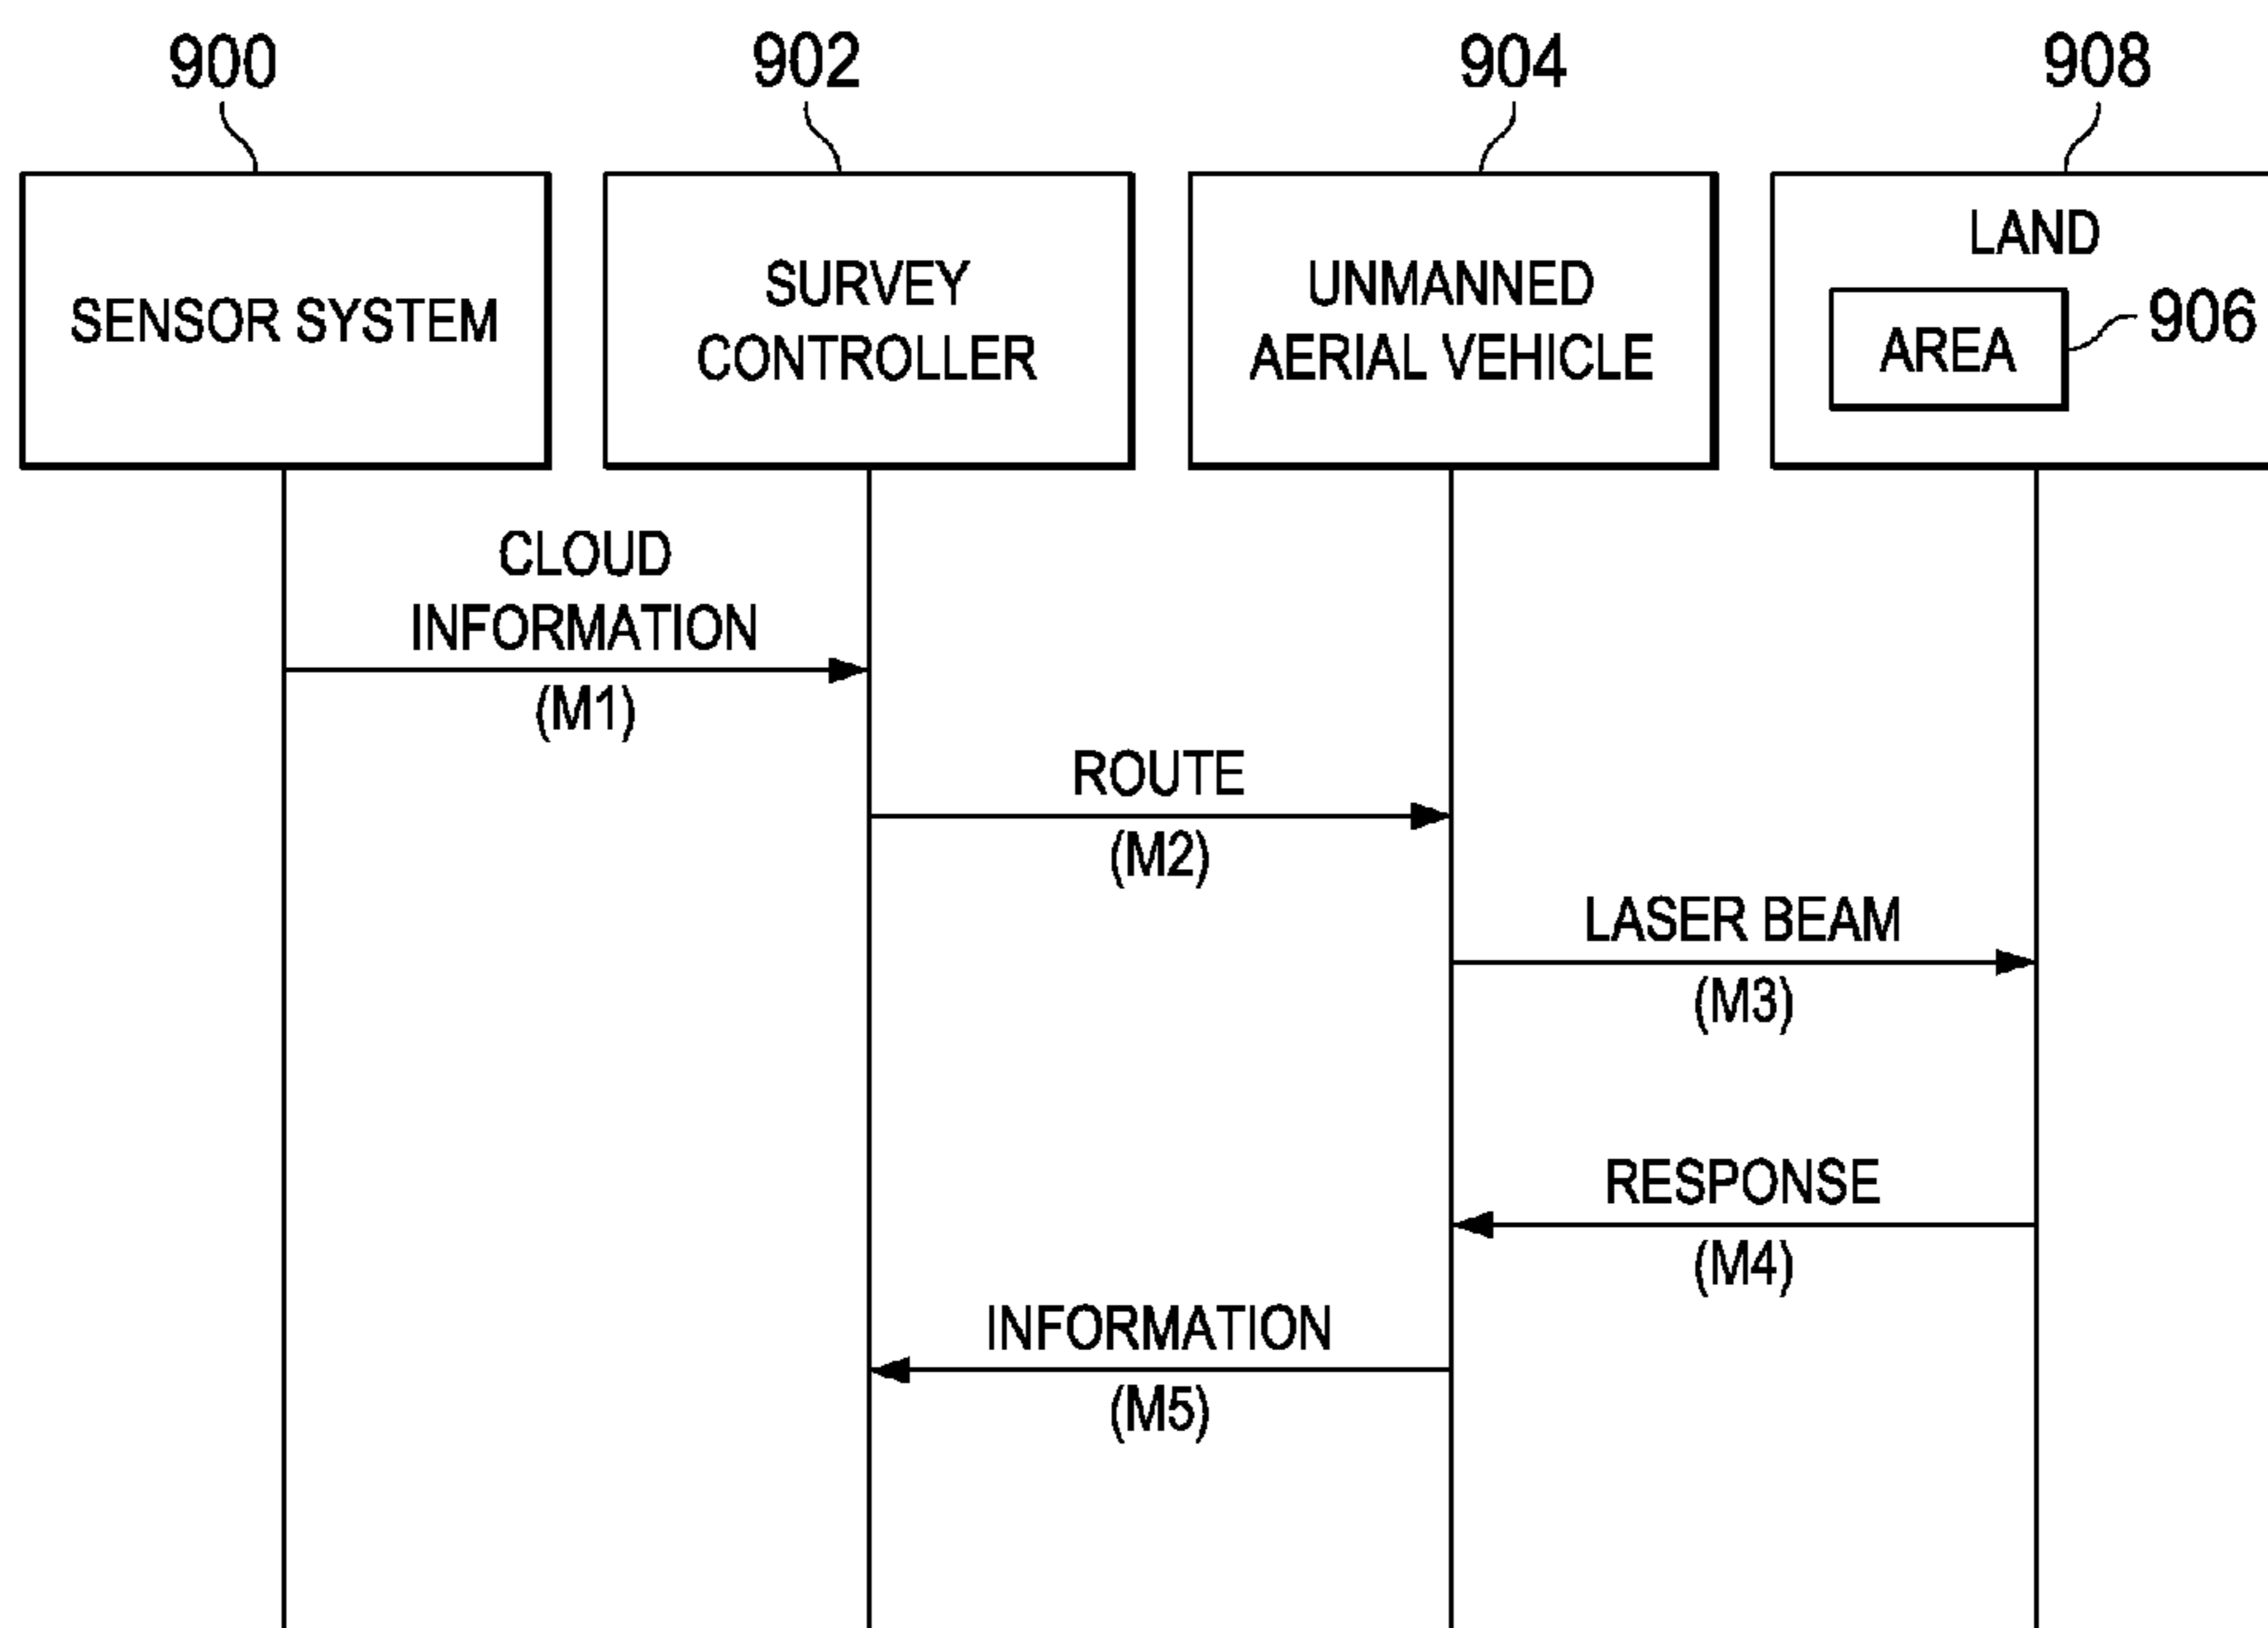 900
902
904
908
SENSOR SYSTEM
SURVEY
CONTROLLER
UNMANNED
AERIAL VEHICLE
LAND
AREA
906
CLOUD
INFORMATION
(M1)
ROUTE
(M2)
LASER BEAM
(M3)
RESPONSE
(M4)
INFORMATION
(M5)